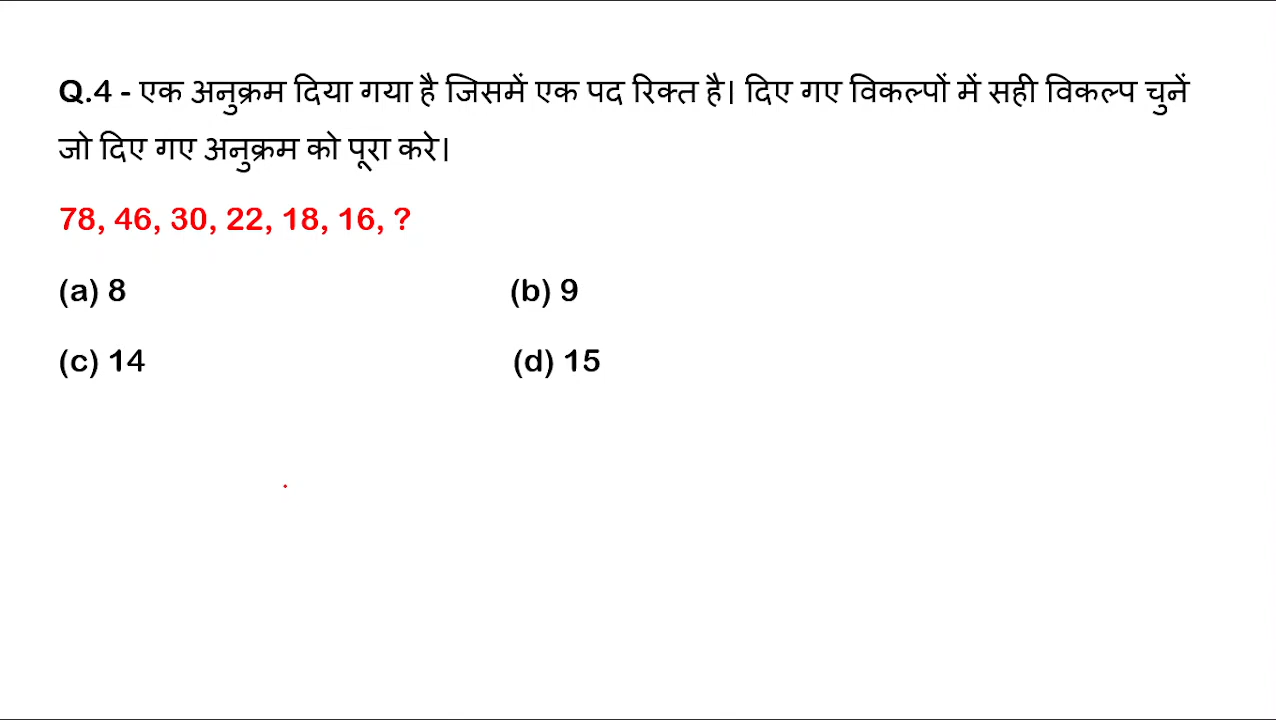 Q.4 - एक अनुक्रम दिया गया है जिसमें एक पद रिक्त है। दिए गए विकल्पों में सही विकल्प चुनें
जो दिए गए अनुक्रम को पूरा करे।
78, 46, 30, 22, 18, 16, ?
(a) 8 (b) 9
(c) 14 (d) 15